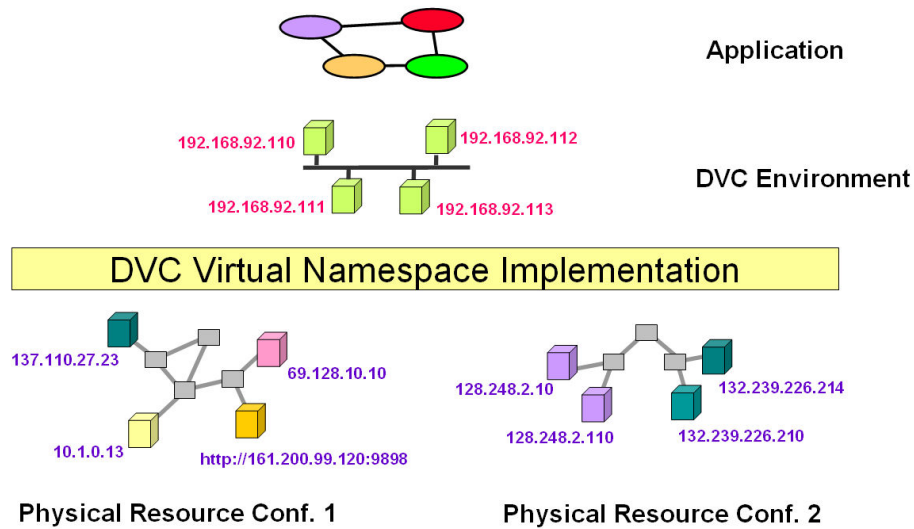 Application
192.168.92.110
192.168.92.112
DVC Environment
192.168.92.111
192.168.92.113
DVC Virtual Namespace Implementation
137.110.27.23
69.128.10.10
10.1.0.13
http://161.200.99.120:9898
128.248.2.10
132.239.226.214
128.248.2.110
132.239.226.210
Physical Resource Conf. 1
Physical Resource Conf. 2